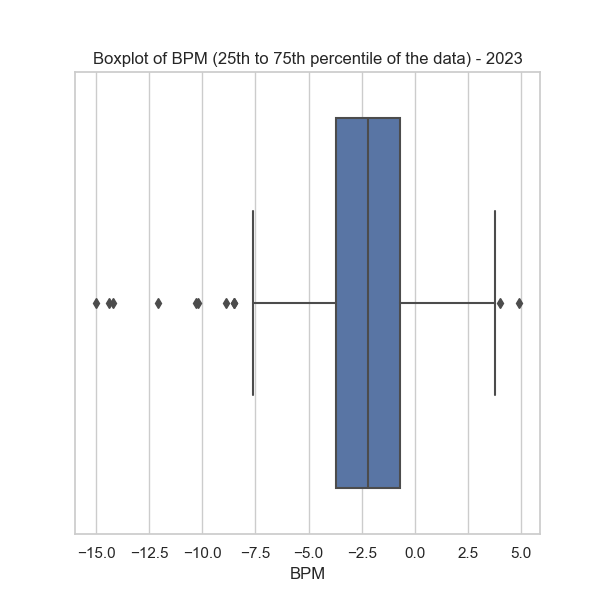 Boxplot of BPM (25th to 75th percentile of the data) - 2023
−15.0 −12.5 −10.0 −7.5 −5.0 −2.5 0.0 2.5 5.0
BPM